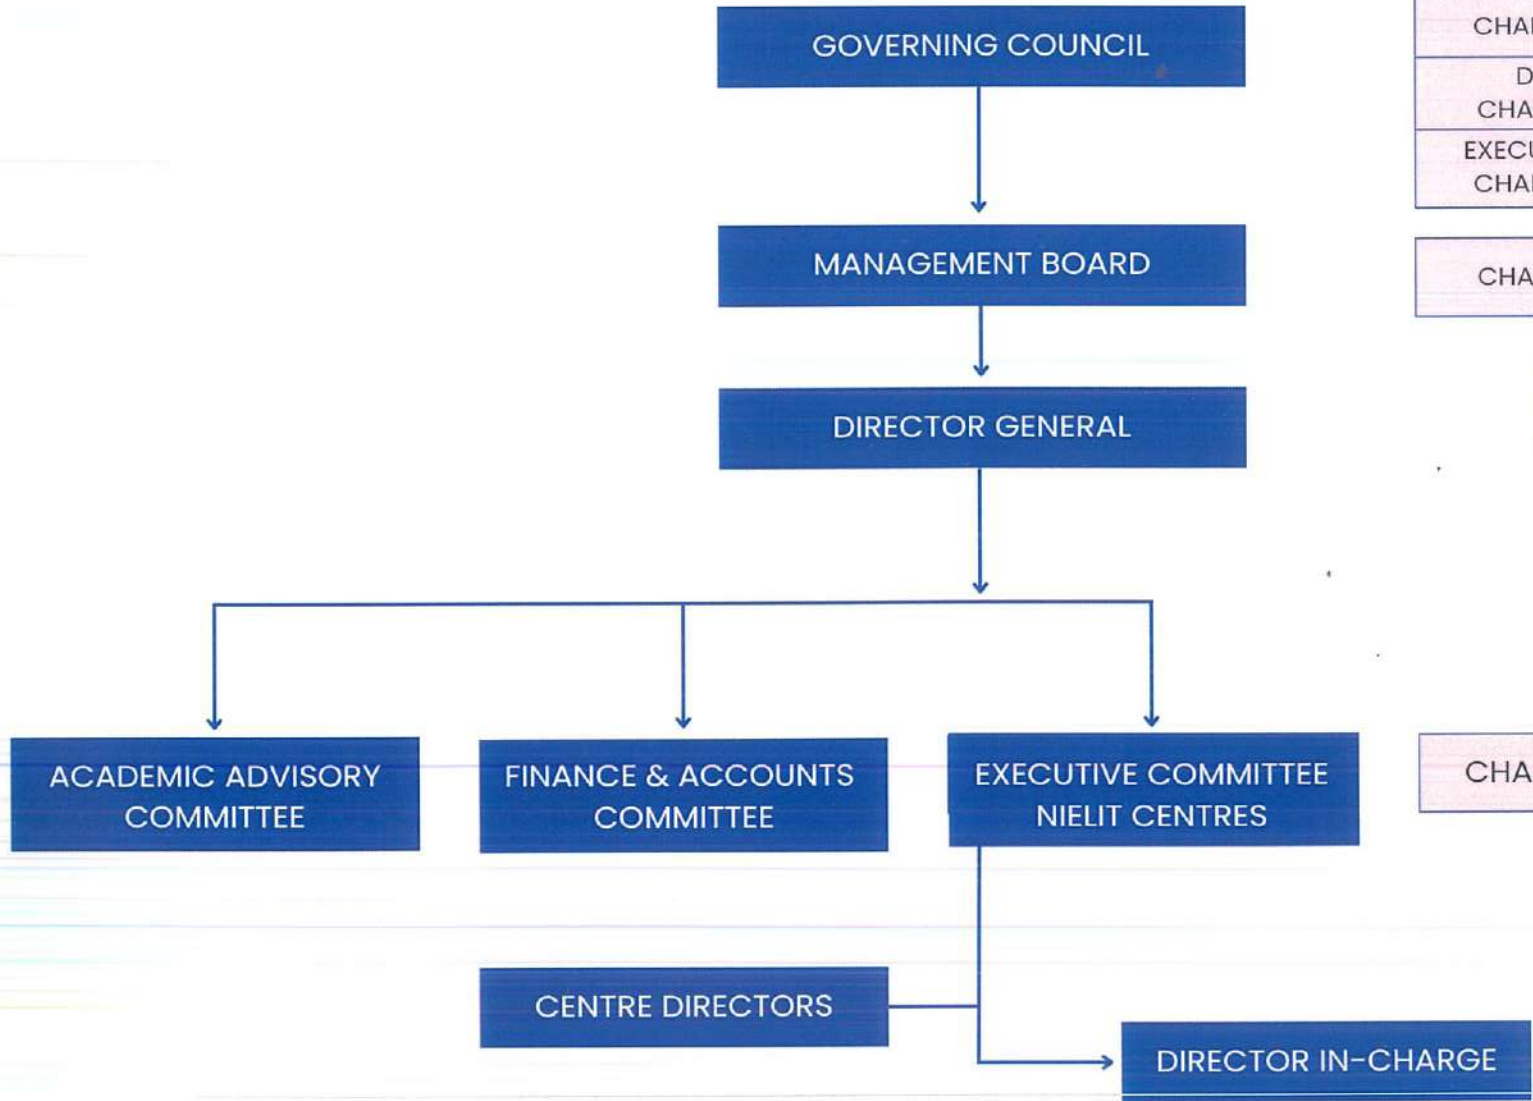 GOVERNING COUNCIL
MANAGEMENT BOARD
DIRECTOR GENERAL
ACADEMIC ADVISORY
COMMITTEE
FINANCE & ACCOUNTS
COMMITTEE
EXECUTIVE COMMITTEE
NIELIT CENTRES
CENTRE DIRECTORS
DIRECTOR IN-CHARGE